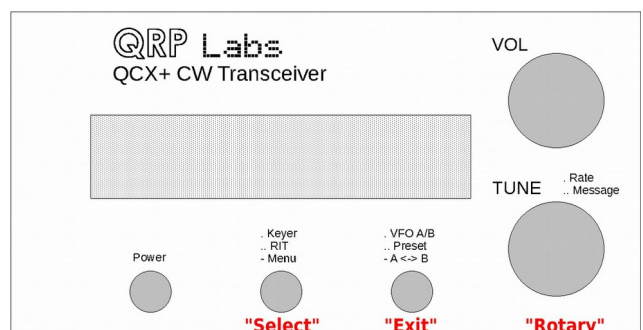 QRP Labs
QCX+ CW Transceiver
VOL
TUNE
. Rate
.. Message
Power
. Keyer
.. RIT
- Menu
. VFO A/B
.. Preset
- A <-> B
"Select"
"Exit"
"Rotary"